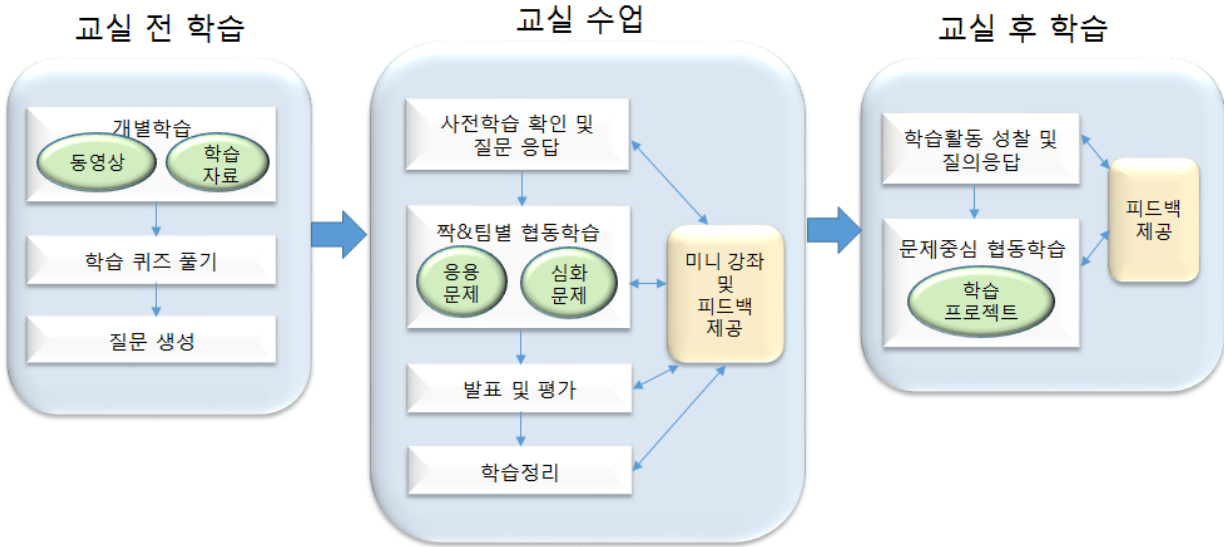 교실 전 학습
개별학습
동영상
학습
자료
학습 퀴즈 풀기
질문 생성
교실 수업
사전학습 확인 및
질문 응답
짝&팀별 협동학습
응용
문제
심화
문제
발표 및 평가
학습정리
미니 강좌
및
피드백
제공
교실 후 학습
학습활동 성찰 및
질의응답
문제중심 협동학습
학습
프로젝트
피드백
제공